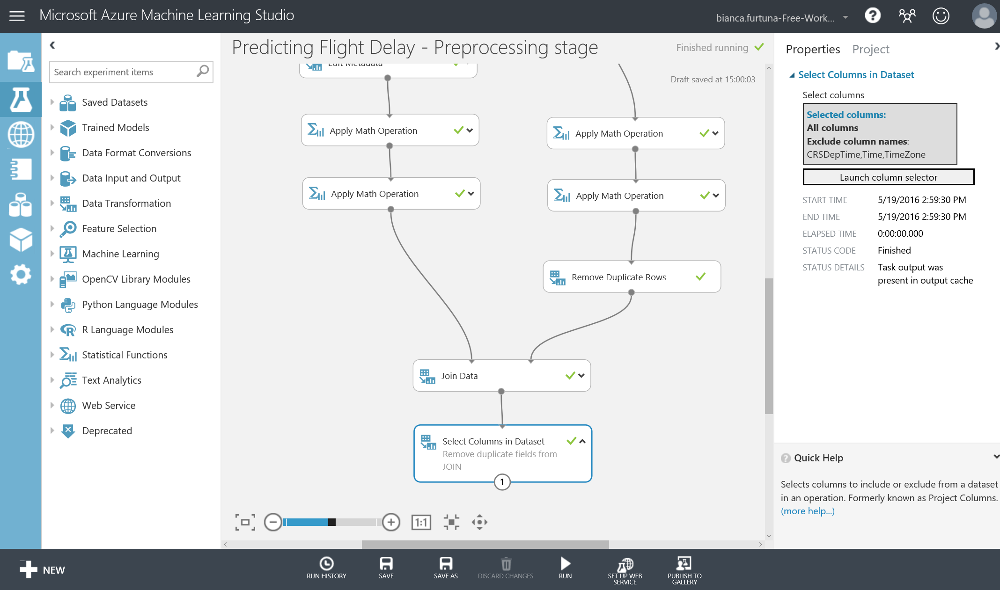 Microsoft Azure Machine Learning Studio
bianca.furtuna-Free-Work...
?
Search experiment items
Saved Datasets
Trained Models
Data Format Conversions
Data Input and Output
Data Transformation
Feature Selection
Machine Learning
OpenCV Library Modules
Python Language Modules
R Language Modules
Statistical Functions
Text Analytics
Web Service
Deprecated
Predicting Flight Delay - Preprocessing stage
Finished running
Draft saved at 15:00:03
Edit Metadata
Apply Math Operation
Apply Math Operation
Apply Math Operation
Apply Math Operation
Remove Duplicate Rows
Join Data
Select Columns in Dataset
Remove duplicate fields from
JOIN
1
1:1
Properties Project
Select Columns in Dataset
Select columns
Selected columns:
All columns
Exclude column names:
CRSDepTime,Time,TimeZone
Launch column selector
START TIME 5/19/2016 2:59:30 PM
END TIME 5/19/2016 2:59:30 PM
ELAPSED TIME 0:00:00.000
STATUS CODE Finished
STATUS DETAILS Task output was
present in output cache
? Quick Help
Selects columns to include or exclude from a dataset
in an operation. Formerly known as Project Columns.
(more help...)
NEW
RUN HISTORY
SAVE
SAVE AS
DISCARD CHANGES
RUN
SET UP WEB
SERVICE
PUBLISH TO
GALLERY